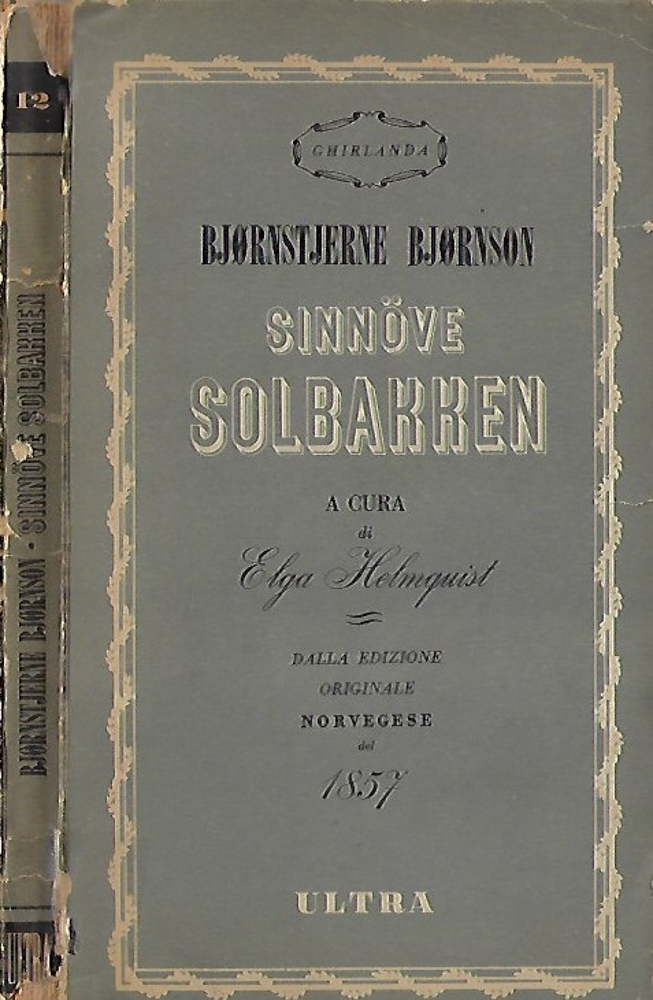 12
BJØRNSTJERNE BJØRNSON · SINNÖVE SOLBAKKEN
ULTRA
GHIRLANDA
BJØRNSTJERNE BJØRNSON
SINNÖVE
SOLBAKKEN
A CURA
di
Elga Helmquist
DALLA EDIZIONE
ORIGINALE
NORVEGESE
del
1857
ULTRA